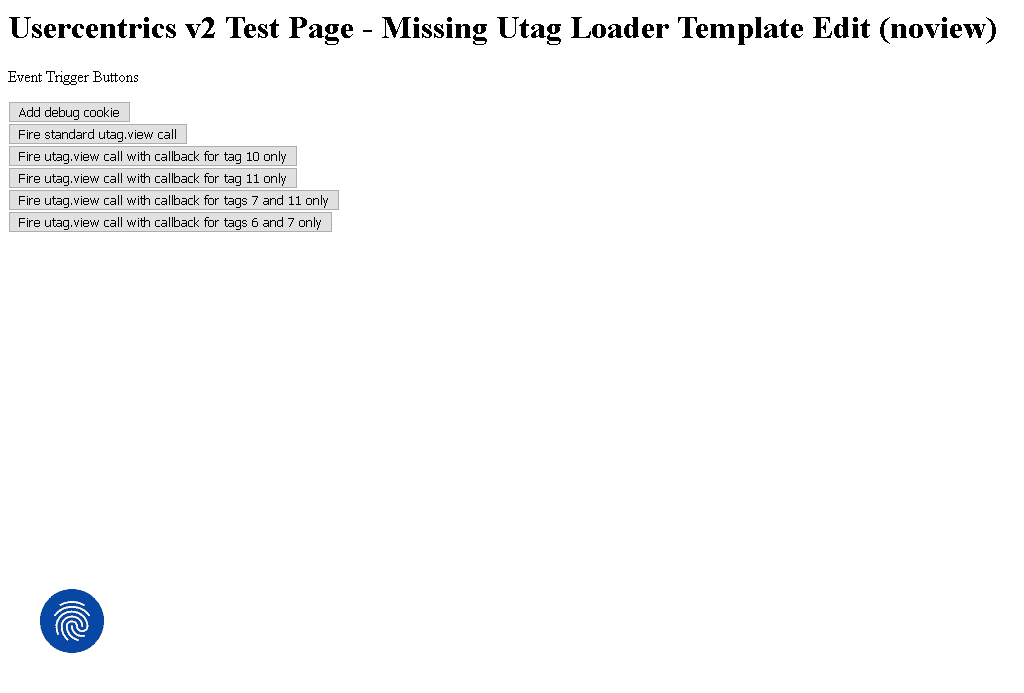 Usercentrics v2 Test Page - Missing Utag Loader Template Edit (noview)
Event Trigger Buttons
Add debug cookie
Fire standard utag.view call
Fire utag.view call with callback for tag 10 only
Fire utag.view call with callback for tag 11 only
Fire utag.view call with callback for tags 7 and 11 only
Fire utag.view call with callback for tags 6 and 7 only